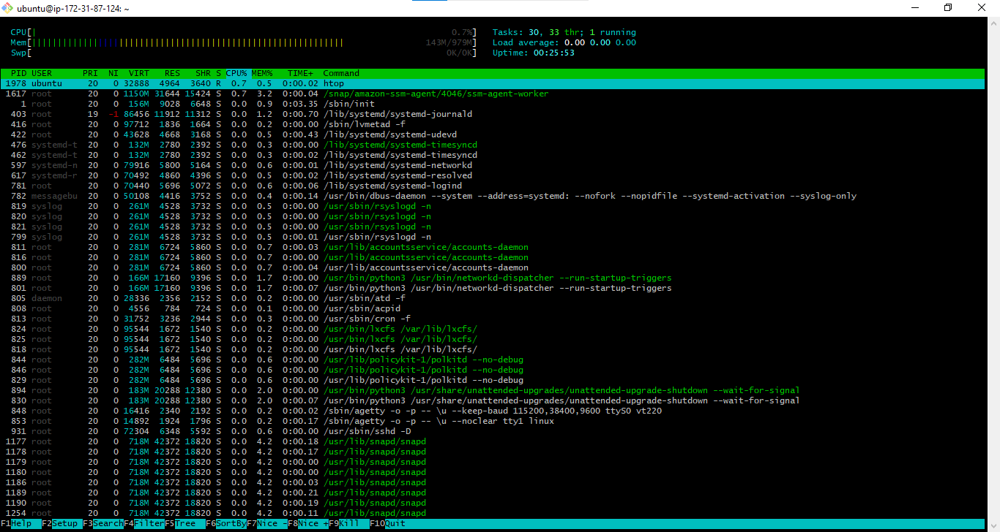 ubuntu@ip-172-31-87-124: ~
CPU[| 0.7%] Tasks: 30, 33 thr; 1 running
Mem[||||||||||||||||||||||||||||||||||||||||||||||||||||||||||||| 143M/979M] Load average: 0.00 0.00 0.00
Swp[ 0K/0K] Uptime: 00:25:53
PID USER PRI NI VIRT RES SHR S CPU% MEM% TIME+ Command
1978 ubuntu 20 0 32888 4964 3640 R 0.7 0.5 0:00.02 htop
1617 root 20 0 1150M 31644 15424 S 0.7 3.2 0:00.04 /snap/amazon-ssm-agent/4046/ssm-agent-worker
1 root 20 0 156M 9028 6648 S 0.0 0.9 0:03.35 /sbin/init
403 root 19 -1 86456 11912 11312 S 0.0 1.2 0:00.70 /lib/systemd/systemd-journald
416 root 20 0 97712 1836 1664 S 0.0 0.2 0:00.00 /sbin/lvmetad -f
422 root 20 0 43628 4668 3168 S 0.0 0.5 0:00.43 /lib/systemd/systemd-udevd
476 systemd-t 20 0 132M 2780 2392 S 0.0 0.3 0:00.00 /lib/systemd/systemd-timesyncd
462 systemd-t 20 0 132M 2780 2392 S 0.0 0.3 0:00.02 /lib/systemd/systemd-timesyncd
597 systemd-n 20 0 79916 5800 5164 S 0.0 0.6 0:00.01 /lib/systemd/systemd-networkd
617 systemd-r 20 0 70492 4860 4396 S 0.0 0.5 0:00.02 /lib/systemd/systemd-resolved
781 root 20 0 70440 5696 5072 S 0.0 0.6 0:00.06 /lib/systemd/systemd-logind
782 messagebu 20 0 50108 4416 3752 S 0.0 0.4 0:00.14 /usr/bin/dbus-daemon --system --address=systemd: --nofork --nopidfile --systemd-activation --syslog-only
819 syslog 20 0 261M 4528 3732 S 0.0 0.5 0:00.00 /usr/sbin/rsyslogd -n
820 syslog 20 0 261M 4528 3732 S 0.0 0.5 0:00.00 /usr/sbin/rsyslogd -n
821 syslog 20 0 261M 4528 3732 S 0.0 0.5 0:00.00 /usr/sbin/rsyslogd -n
799 syslog 20 0 261M 4528 3732 S 0.0 0.5 0:00.01 /usr/sbin/rsyslogd -n
811 root 20 0 281M 6724 5860 S 0.0 0.7 0:00.03 /usr/lib/accountsservice/accounts-daemon
816 root 20 0 281M 6724 5860 S 0.0 0.7 0:00.00 /usr/lib/accountsservice/accounts-daemon
800 root 20 0 281M 6724 5860 S 0.0 0.7 0:00.04 /usr/lib/accountsservice/accounts-daemon
889 root 20 0 166M 17160 9396 S 0.0 1.7 0:00.00 /usr/bin/python3 /usr/bin/networkd-dispatcher --run-startup-triggers
801 root 20 0 166M 17160 9396 S 0.0 1.7 0:00.07 /usr/bin/python3 /usr/bin/networkd-dispatcher --run-startup-triggers
805 daemon 20 0 28336 2356 2152 S 0.0 0.2 0:00.00 /usr/sbin/atd -f
808 root 20 0 4556 784 724 S 0.0 0.1 0:00.00 /usr/sbin/acpid
813 root 20 0 31752 3236 2944 S 0.0 0.3 0:00.00 /usr/sbin/cron -f
824 root 20 0 95544 1672 1540 S 0.0 0.2 0:00.00 /usr/bin/lxcfs /var/lib/lxcfs/
825 root 20 0 95544 1672 1540 S 0.0 0.2 0:00.00 /usr/bin/lxcfs /var/lib/lxcfs/
818 root 20 0 95544 1672 1540 S 0.0 0.2 0:00.00 /usr/bin/lxcfs /var/lib/lxcfs/
844 root 20 0 282M 6484 5696 S 0.0 0.6 0:00.00 /usr/lib/policykit-1/polkitd --no-debug
846 root 20 0 282M 6484 5696 S 0.0 0.6 0:00.00 /usr/lib/policykit-1/polkitd --no-debug
829 root 20 0 282M 6484 5696 S 0.0 0.6 0:00.00 /usr/lib/policykit-1/polkitd --no-debug
894 root 20 0 183M 20288 12380 S 0.0 2.0 0:00.00 /usr/bin/python3 /usr/share/unattended-upgrades/unattended-upgrade-shutdown --wait-for-signal
830 root 20 0 183M 20288 12380 S 0.0 2.0 0:00.07 /usr/bin/python3 /usr/share/unattended-upgrades/unattended-upgrade-shutdown --wait-for-signal
848 root 20 0 16416 2340 2192 S 0.0 0.2 0:00.02 /sbin/agetty -o -p -- \u --keep-baud 115200,38400,9600 ttyS0 vt220
853 root 20 0 14892 1924 1796 S 0.0 0.2 0:00.17 /sbin/agetty -o -p -- \u --noclear tty1 linux
931 root 20 0 72304 6348 5592 S 0.0 0.6 0:00.00 /usr/sbin/sshd -D
1177 root 20 0 718M 42372 18820 S 0.0 4.2 0:00.18 /usr/lib/snapd/snapd
1178 root 20 0 718M 42372 18820 S 0.0 4.2 0:00.17 /usr/lib/snapd/snapd
1179 root 20 0 718M 42372 18820 S 0.0 4.2 0:00.00 /usr/lib/snapd/snapd
1180 root 20 0 718M 42372 18820 S 0.0 4.2 0:00.00 /usr/lib/snapd/snapd
1186 root 20 0 718M 42372 18820 S 0.0 4.2 0:00.03 /usr/lib/snapd/snapd
1189 root 20 0 718M 42372 18820 S 0.0 4.2 0:00.21 /usr/lib/snapd/snapd
1190 root 20 0 718M 42372 18820 S 0.0 4.2 0:00.19 /usr/lib/snapd/snapd
1254 root 20 0 718M 42372 18820 S 0.0 4.2 0:00.11 /usr/lib/snapd/snapd
F1Help F2Setup F3SearchF4FilterF5Tree F6SortByF7Nice -F8Nice +F9Kill F10Quit